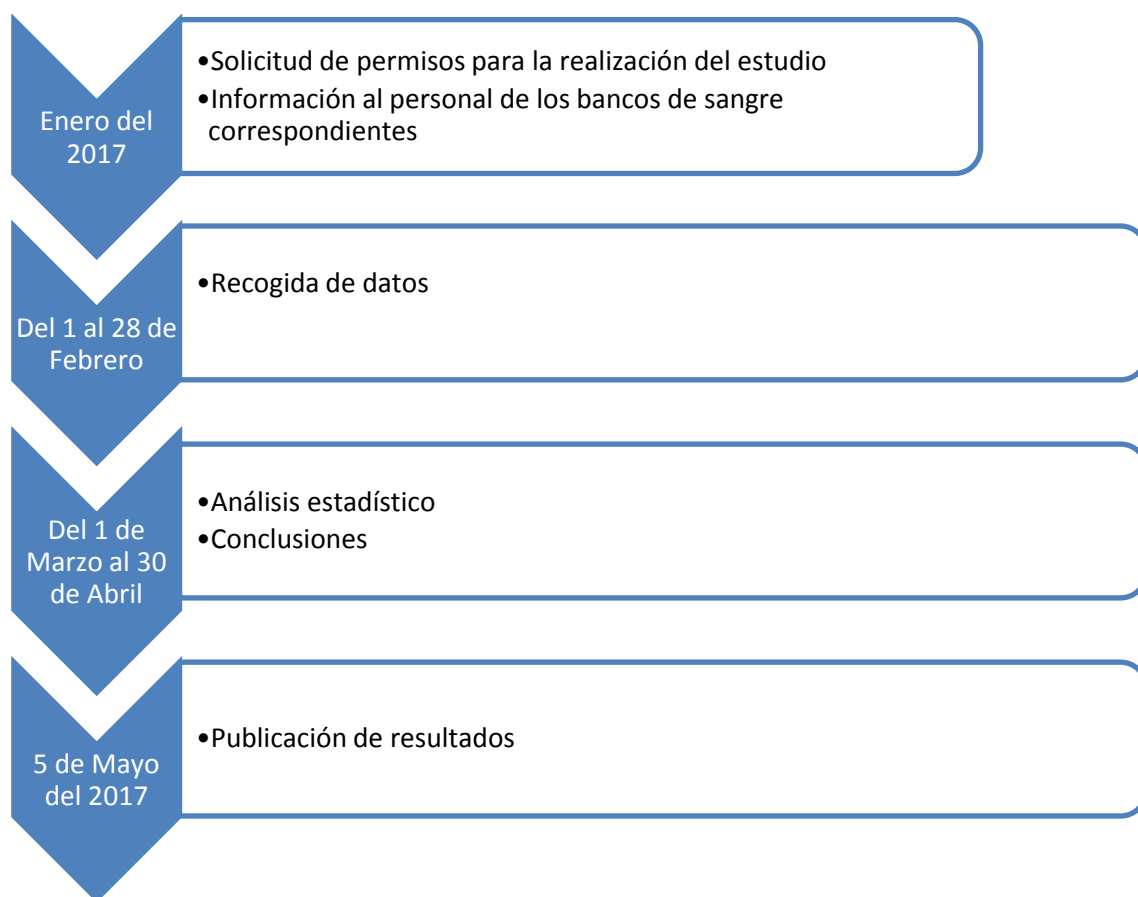 Enero del
2017
•Solicitud de permisos para la realización del estudio
•Información al personal de los bancos de sangre
correspondientes
Del 1 al 28 de
Febrero
•Recogida de datos
Del 1 de
Marzo al 30
de Abril
•Análisis estadístico
•Conclusiones
5 de Mayo
del 2017
•Publicación de resultados